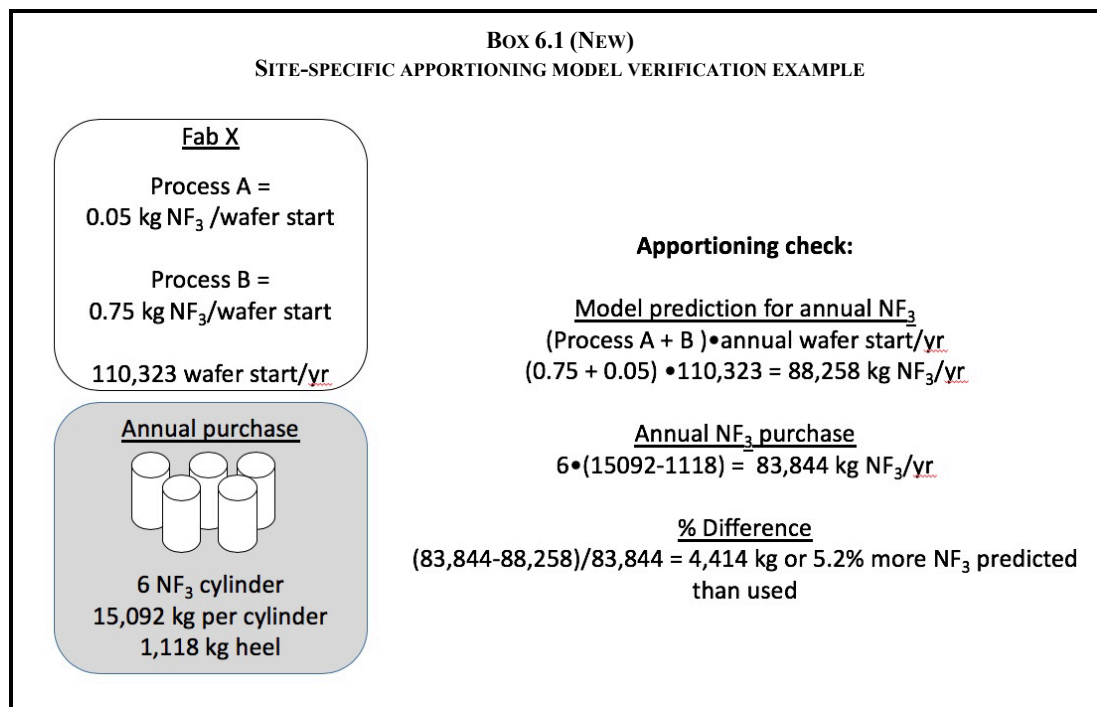 BOX 6.1 (NEW)
SITE-SPECIFIC APPORTIONING MODEL VERIFICATION EXAMPLE
Fab X
Process A =
0.05 kg NF₃ /wafer start
Process B =
0.75 kg NF₃/wafer start
110,323 wafer start/yr
Annual purchase
6 NF₃ cylinder
15,092 kg per cylinder
1,118 kg heel
Apportioning check:
Model prediction for annual NF₃
(Process A + B )•annual wafer start/yr
(0.75 + 0.05) •110,323 = 88,258 kg NF₃/yr
Annual NF₃ purchase
6•(15092-1118) = 83,844 kg NF₃/yr
% Difference
(83,844-88,258)/83,844 = 4,414 kg or 5.2% more NF₃ predicted
than used